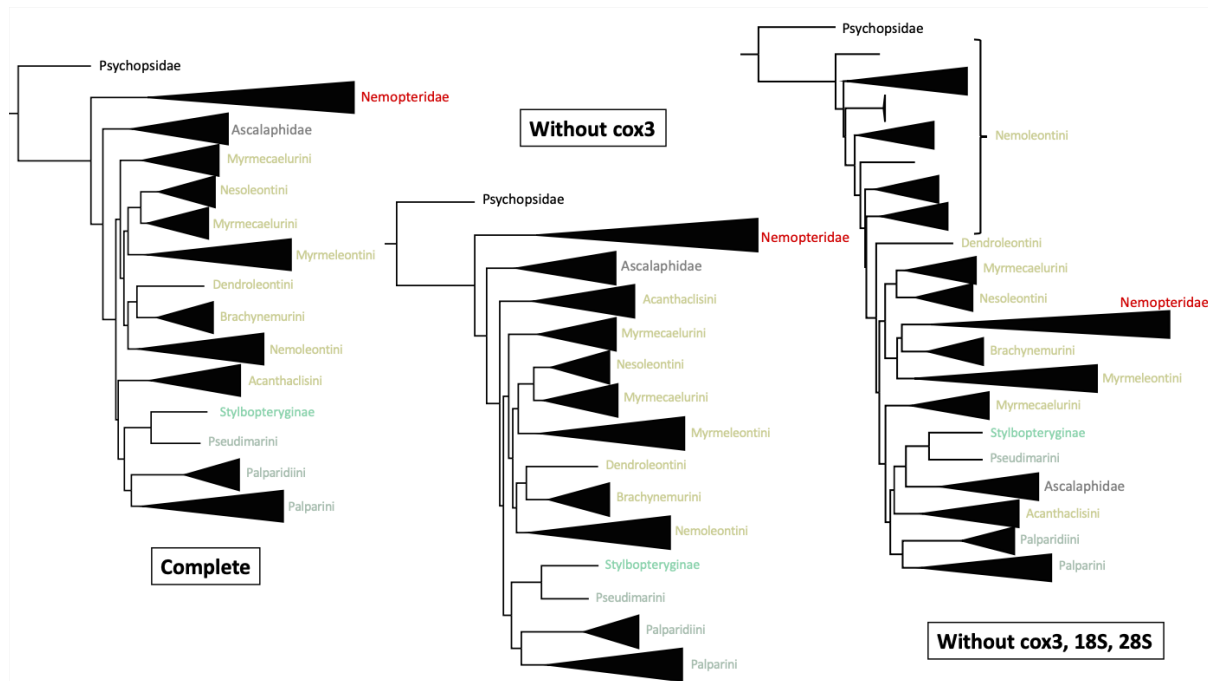 Psychopsidae
Nemopteridae
Ascalaphidae
Myrmecaelurini
Nesoleontini
Myrmecaelurini
Myrmeleontini
Dendroleontini
Brachynemurini
Nemoleontini
Acanthaclisini
Stylbopteryginae
Pseudimarini
Palparidiini
Palparini
Complete
Without cox3
Psychopsidae
Nemopteridae
Ascalaphidae
Acanthaclisini
Myrmecaelurini
Nesoleontini
Myrmecaelurini
Myrmeleontini
Dendroleontini
Brachynemurini
Nemoleontini
Stylbopteryginae
Pseudimarini
Palparidiini
Palparini
Psychopsidae
Nemoleontini
Dendroleontini
Myrmecaelurini
Nesoleontini
Nemopteridae
Brachynemurini
Myrmeleontini
Myrmecaelurini
Stylbopteryginae
Pseudimarini
Ascalaphidae
Acanthaclisini
Palparidiini
Palparini
Without cox3, 18S, 28S